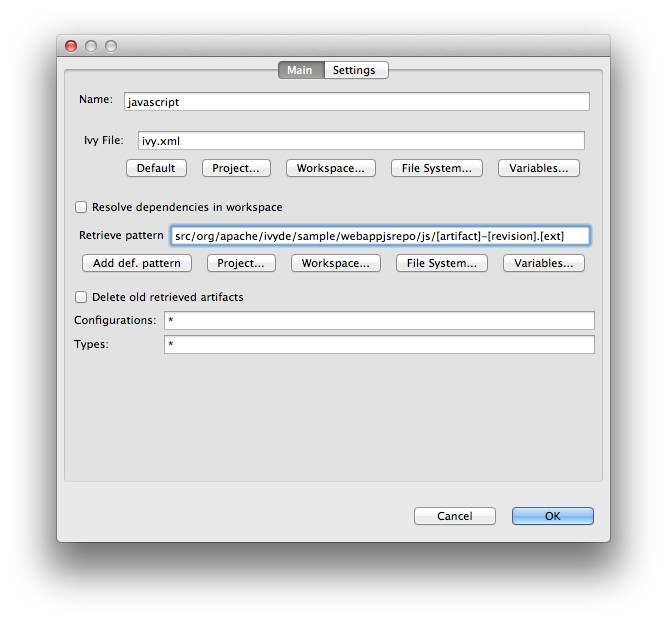 Main Settings
Name: javascript
Ivy File: ivy.xml
Default Project... Workspace... File System... Variables...
Resolve dependencies in workspace
Retrieve pattern src/org/apache/ivyde/sample/webappjsrepo/js/[artifact]-[revision].[ext]
Add def. pattern Project... Workspace... File System... Variables...
Delete old retrieved artifacts
Configurations: *
Types: *
Cancel OK